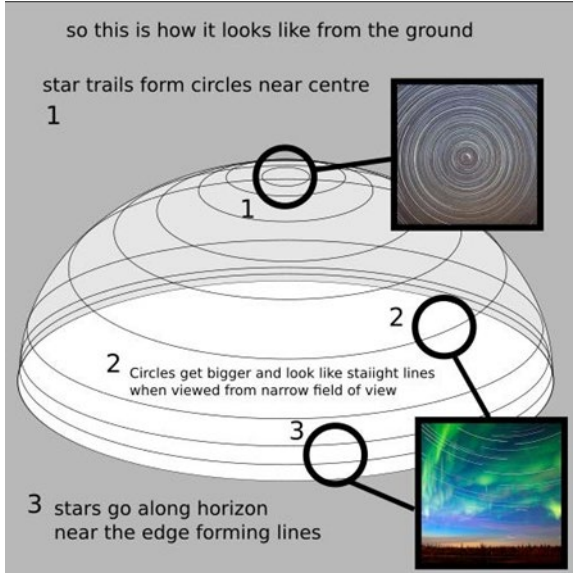 so this is how it looks like from the ground
star trails form circles near centre
1
1
2
2 Circles get bigger and look like staiight lines
when viewed from narrow field of view
3
3 stars go along horizon
near the edge forming lines